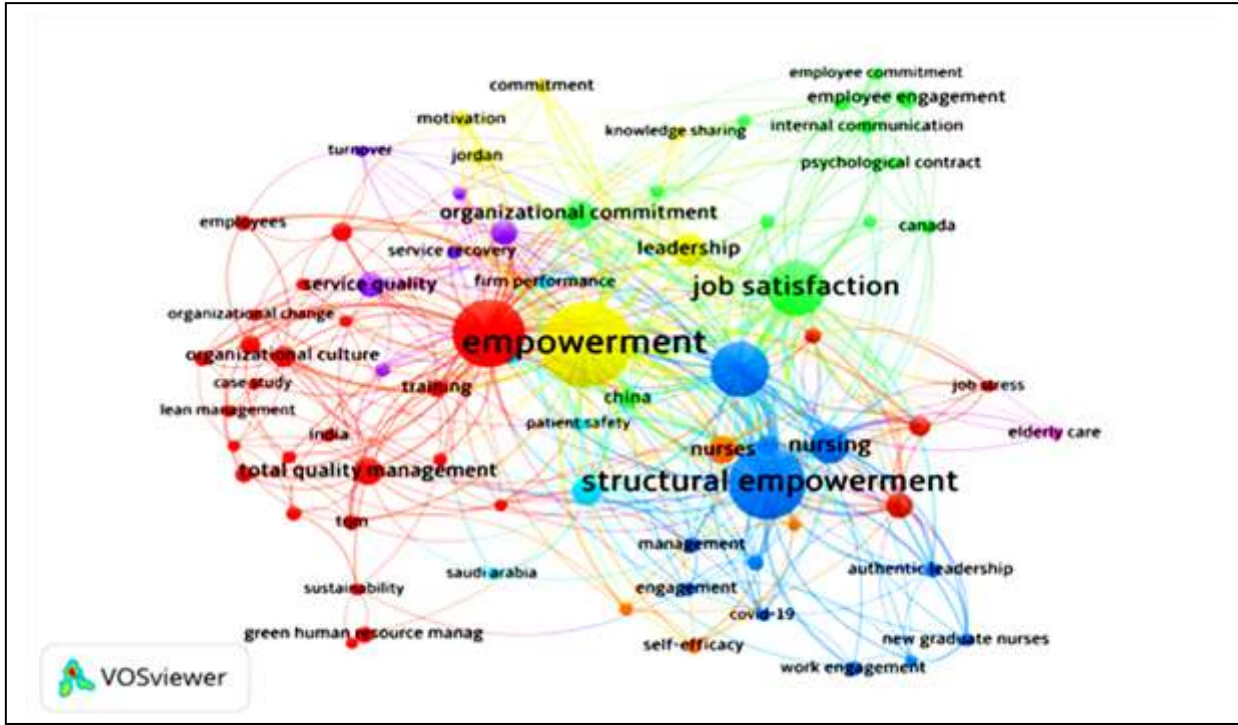 employee commitment
commitment
employee engagement
motivation
knowledge sharing
internal communication
turnover
jordan
psychological contract
employees
organizational commitment
canada
service recovery
leadership
service quality
firm performance
job satisfaction
organizational change
empowerment
organizational culture
case study
training
job stress
lean management
china
patient safety
india
elderly care
nurses
nursing
total quality management
structural empowerment
tqm
management
saudi arabia
authentic leadership
sustainability
engagement
covid-19
green human resource manag
self-efficacy
new graduate nurses
work engagement
VOSviewer